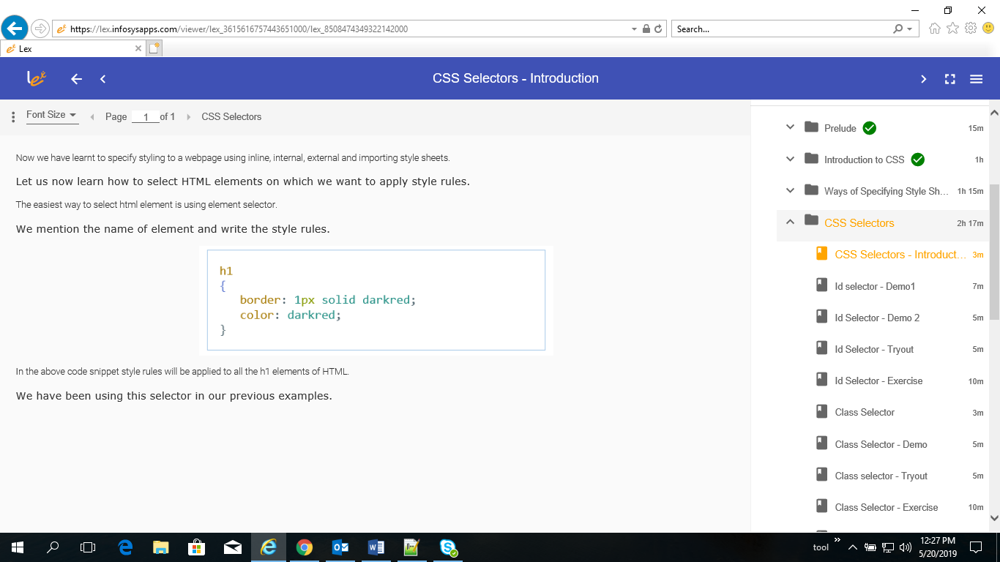 https://lex.infosysapps.com/viewer/lex_3615616757443651000/lex_8508474349322142000
Search...
Lex
lex
CSS Selectors - Introduction
Font Size
Page 1 of 1
CSS Selectors
Now we have learnt to specify styling to a webpage using inline, internal, external and importing style sheets.
Let us now learn how to select HTML elements on which we want to apply style rules.
The easiest way to select html element is using element selector.
We mention the name of element and write the style rules.
h1
{
border: 1px solid darkred;
color: darkred;
}
In the above code snippet style rules will be applied to all the h1 elements of HTML.
We have been using this selector in our previous examples.
Prelude 15m
Introduction to CSS 1h
Ways of Specifying Style Sh... 1h 15m
CSS Selectors 2h 17m
CSS Selectors - Introduct... 3m
Id selector - Demo1 7m
Id Selector - Demo 2 5m
Id Selector - Tryout 5m
Id Selector - Exercise 10m
Class Selector 3m
Class Selector - Demo 5m
Class selector - Tryout 5m
Class Selector - Exercise 10m
tool
12:27 PM
5/20/2019